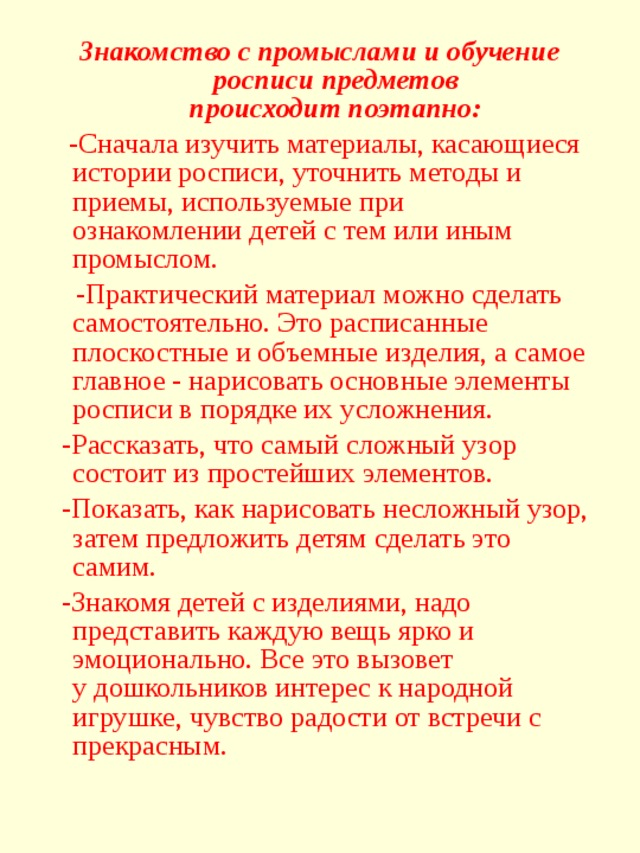 Знакомство с промыслами и обучение
росписи предметов
происходит поэтапно:
-Сначала изучить материалы, касающиеся
истории росписи, уточнить методы и
приемы, используемые при
ознакомлении детей с тем или иным
промыслом.
-Практический материал можно сделать
самостоятельно. Это расписанные
плоскостные и объемные изделия, а самое
главное - нарисовать основные элементы
росписи в порядке их усложнения.
-Рассказать, что самый сложный узор
состоит из простейших элементов.
-Показать, как нарисовать несложный узор,
затем предложить детям сделать это
самим.
-Знакомя детей с изделиями, надо
представить каждую вещь ярко и
эмоционально. Все это вызовет
у дошкольников интерес к народной
игрушке, чувство радости от встречи с
прекрасным.